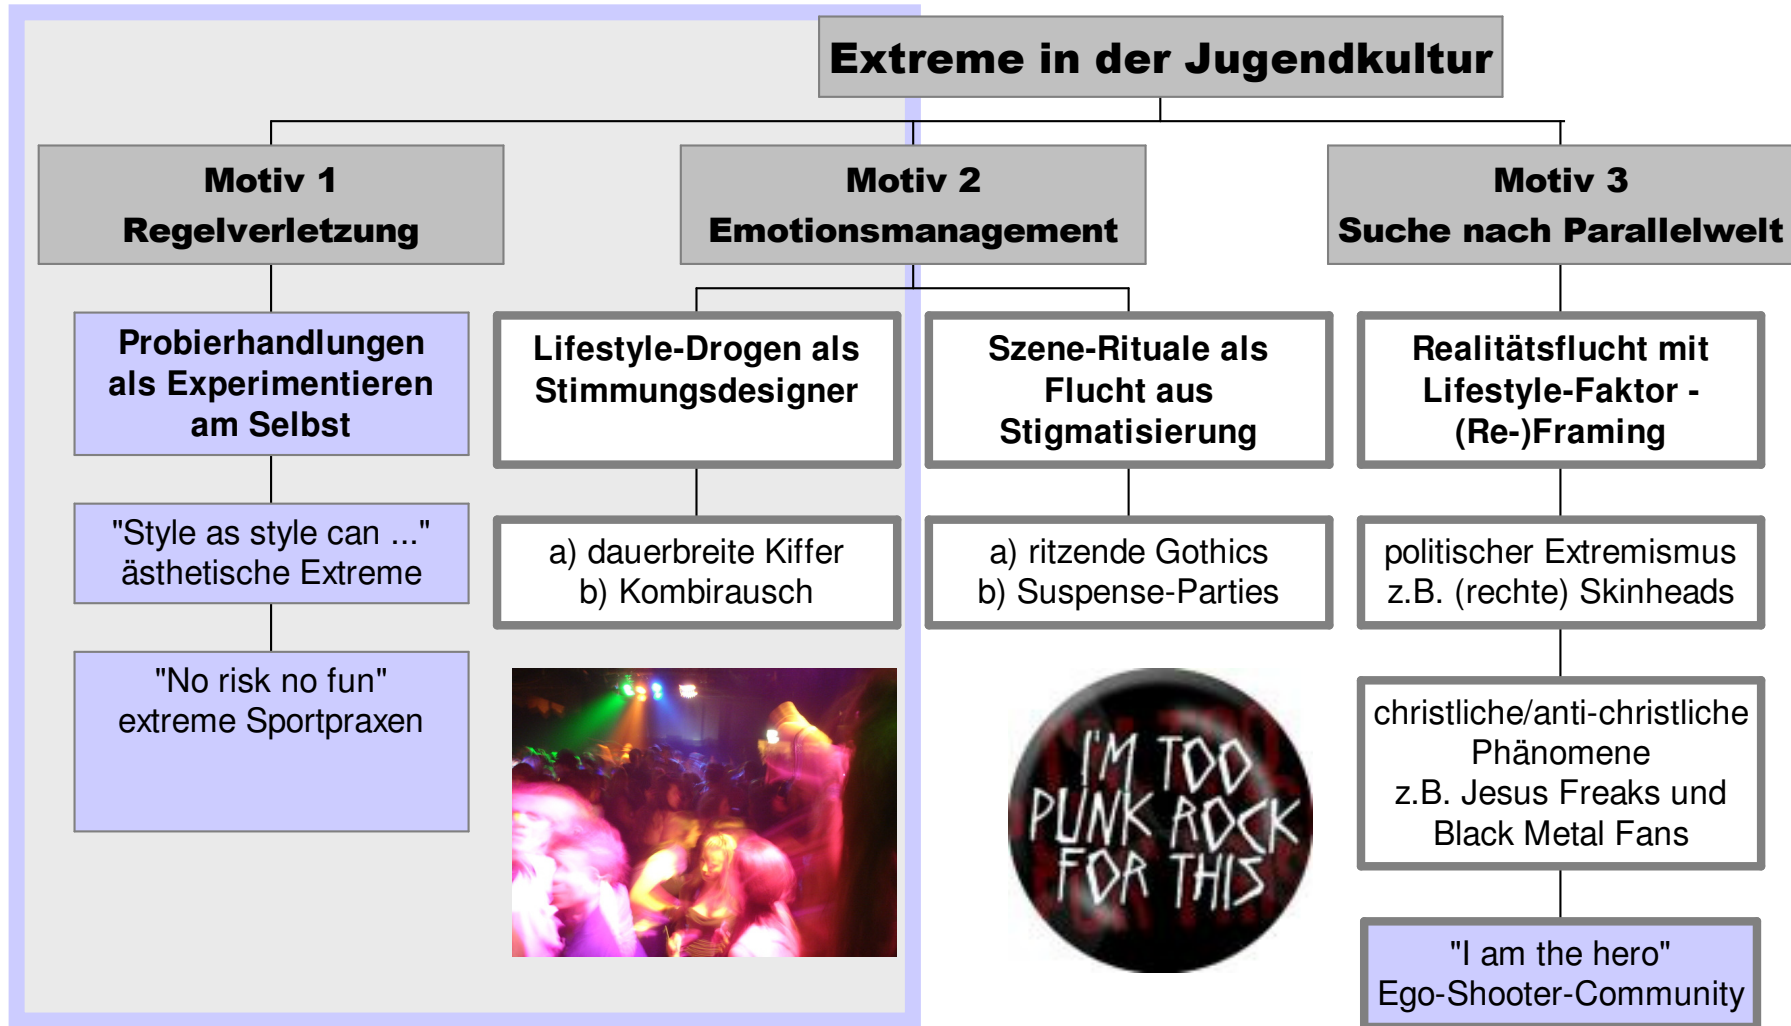 Extreme in der Jugendkultur
Motiv 1
Regelverletzung
Motiv 2
Emotionsmanagement
Motiv 3
Suche nach Parallelwelt
Probierhandlungen
als Experimentieren
am Selbst
Lifestyle-Drogen als
Stimmungsdesigner
Szene-Rituale als
Flucht aus
Stigmatisierung
Realitätsflucht mit
Lifestyle-Faktor -
(Re-)Framing
"Style as style can ..."
ästhetische Extreme
a) dauerbreite Kiffer
b) Kombirausch
a) ritzende Gothics
b) Suspense-Parties
politischer Extremismus
z.B. (rechte) Skinheads
"No risk no fun"
extreme Sportpraxen
I'M TOO
PUNK ROCK
FOR THIS
christliche/anti-christliche
Phänomene
z.B. Jesus Freaks und
Black Metal Fans
"I am the hero"
Ego-Shooter-Community